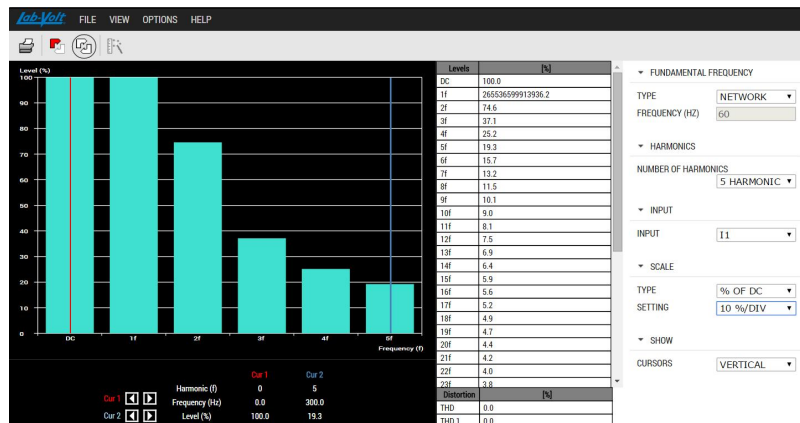 Lab-Volt FILE VIEW OPTIONS HELP
Level (%)
100
90
80
70
60
50
40
30
20
10
0
DC 1f 2f 3f 4f 5f
Frequency (f)
Cur 1 Cur 2
Harmonic (f) 0 5
Cur 1 Frequency (Hz) 0.0 300.0
Cur 2 Level (%) 100.0 19.3
Levels [%]
DC 100.0
1f 265536599913936.2
2f 74.6
3f 37.1
4f 25.2
5f 19.3
6f 15.7
7f 13.2
8f 11.5
9f 10.1
10f 9.0
11f 8.1
12f 7.5
13f 6.9
14f 6.4
15f 5.9
16f 5.6
17f 5.2
18f 4.9
19f 4.7
20f 4.4
21f 4.2
22f 4.0
23f 3.8
Distortion [%]
THD 0.0
THD 1 0.0
FUNDAMENTAL FREQUENCY
TYPE NETWORK
FREQUENCY (HZ) 60
HARMONICS
NUMBER OF HARMONICS
5 HARMONIC
INPUT
INPUT I1
SCALE
TYPE % OF DC
SETTING 10 %/DIV
SHOW
CURSORS VERTICAL